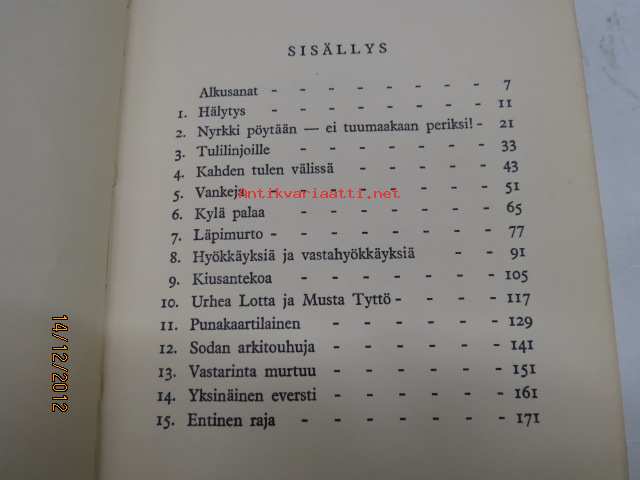 SISÄLLYS
Alkusanat - - - - - - - - 7
1. Hälytys - - - - - - - - 11
2. Nyrkki pöytään — ei tuumaakaan periksi! - 21
3. Tulilinjoille - - - - - - - 33
4. Kahden tulen välissä - - - - - 43
5. Vankeja - - - - - - - - 51
Antikvariaatti.net
6. Kylä palaa - - - - - - - 65
7. Läpimurto - - - - - - - - 77
8. Hyökkäyksiä ja vastahyökkäyksiä - - 91
9. Kiusantekoa - - - - - - - 105
10. Urhea Lotta ja Musta Tyttö - - - - 117
11. Punakaartilainen - - - - - - 129
12. Sodan arkitouhuja - - - - - - 141
13. Vastarinta murtuu - - - - - - 151
14. Yksinäinen eversti - - - - - - 161
15. Entinen raja - - - - - - - 171
14/12/2012